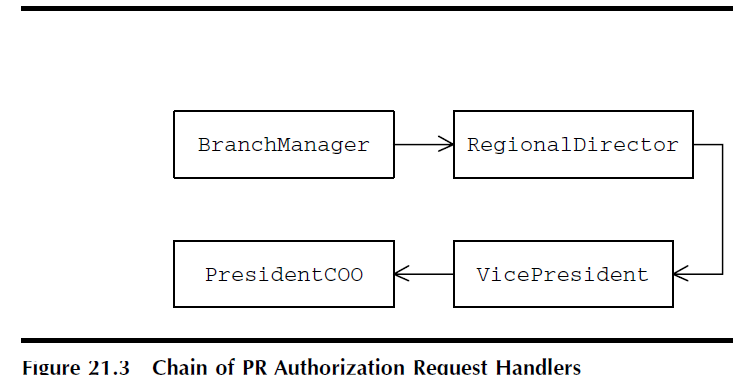 BranchManager
RegionalDirector
PresidentCOO
VicePresident
Figure 21.3 Chain of PR Authorization Request Handlers